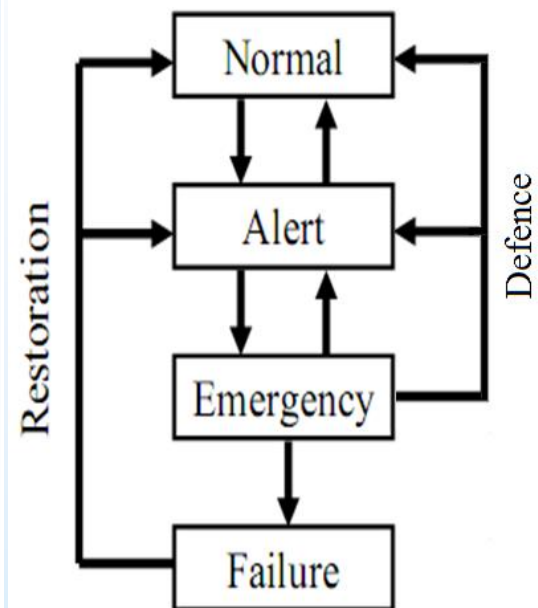 Normal
Alert
Emergency
Failure
Restoration
Defence